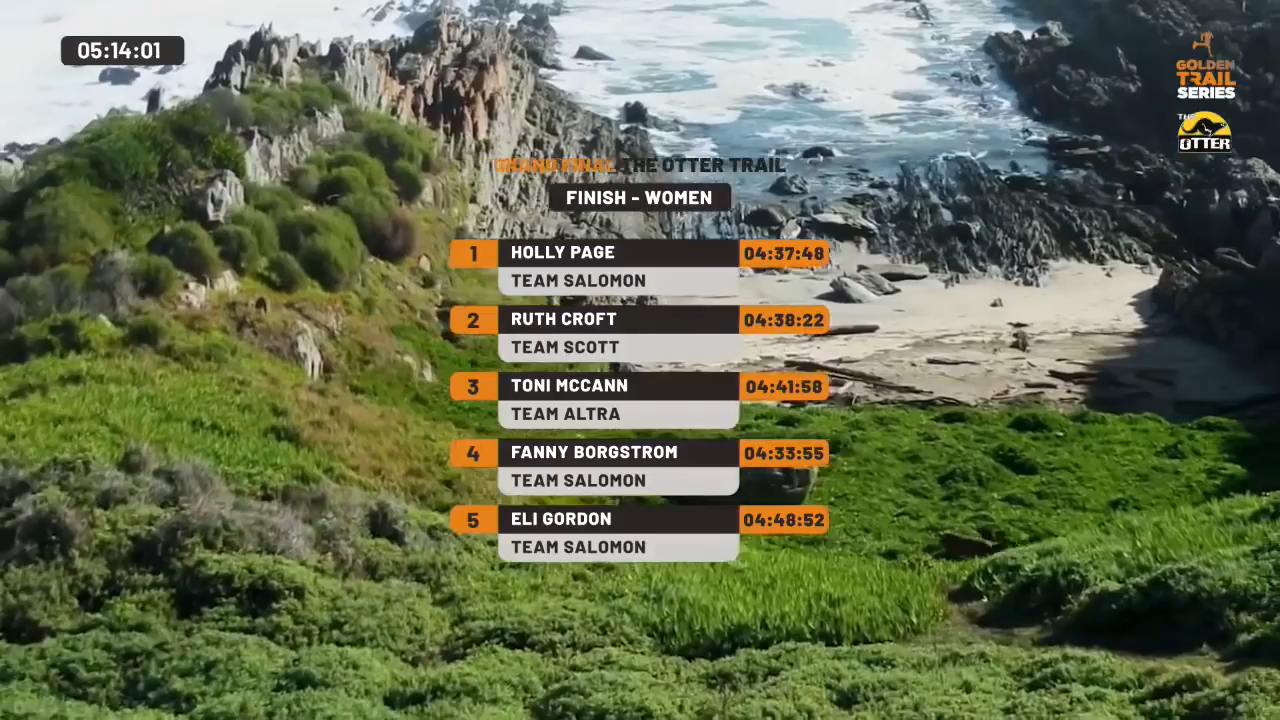 05:14:01
GOLDEN
TRAIL
SERIES
THE
OTTER
GRAND FINAL THE OTTER TRAIL
FINISH - WOMEN
1 HOLLY PAGE 04:37:48
TEAM SALOMON
2 RUTH CROFT 04:38:22
TEAM SCOTT
3 TONI MCCANN 04:41:58
TEAM ALTRA
4 FANNY BORGSTROM 04:33:55
TEAM SALOMON
5 ELI GORDON 04:48:52
TEAM SALOMON